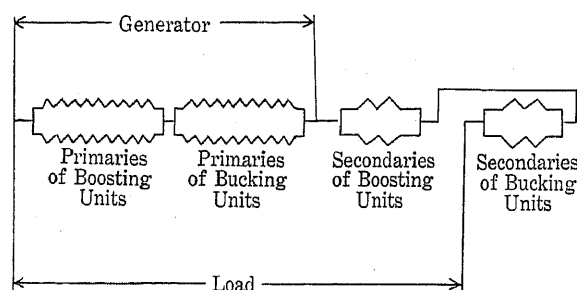 Generator
Primaries
of Boosting
Units
Primaries
of Bucking
Units
Secondaries
of Boosting
Units
Secondaries
of Bucking
Units
Load